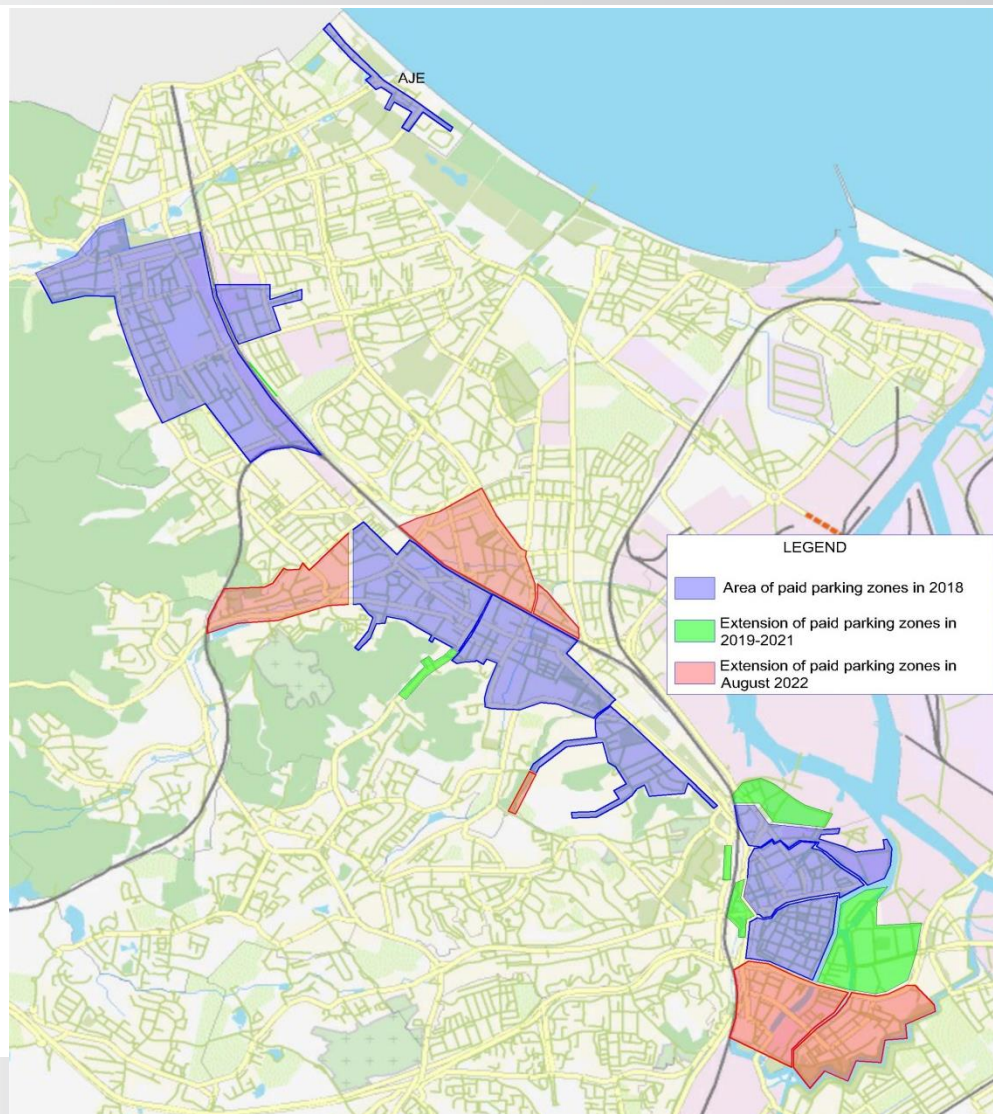 AJE
LEGEND
Area of paid parking zones in 2018
Extension of paid parking zones in
2019-2021
Extension of paid parking zones in
August 2022